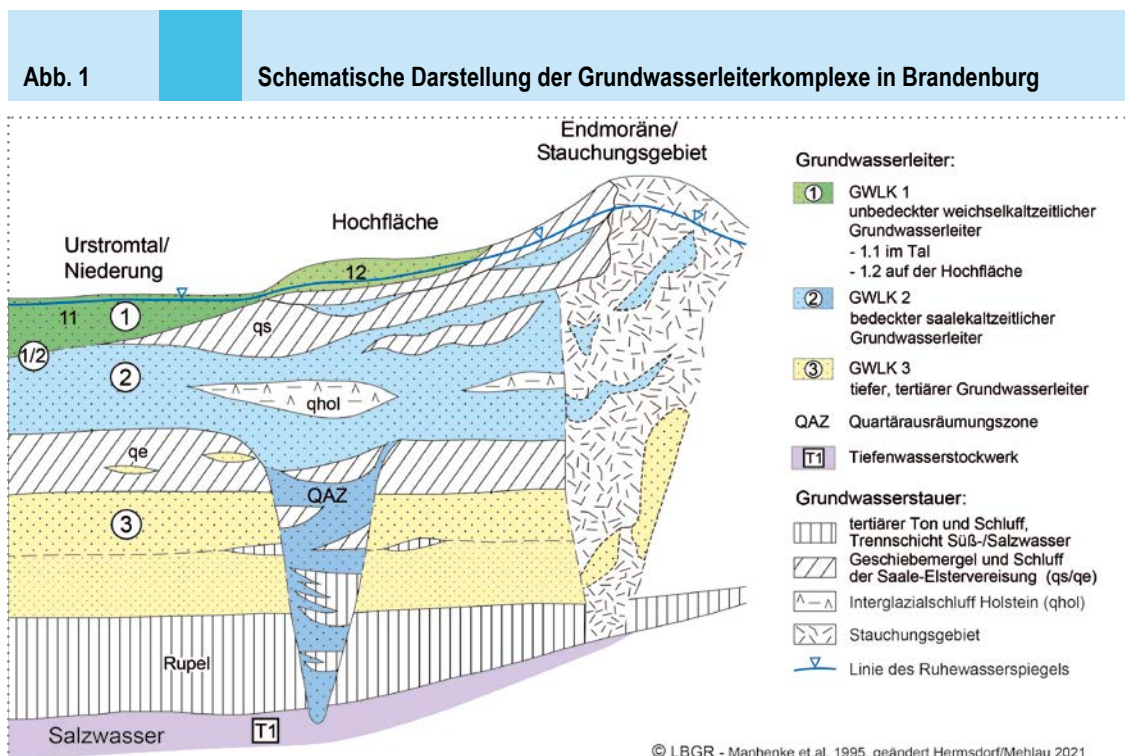 Abb. 1
Schematische Darstellung der Grundwasserleiterkomplexe in Brandenburg
Endmoräne/
Stauchungsgebiet
Hochfläche
Urstromtal/
Niederung
12
11
1
qs
1/2
2
qhol
qe
QAZ
3
Rupel
Salzwasser
T1
Grundwasserleiter:
1 GWLK 1
unbedeckter weichselkaltzeitlicher
Grundwasserleiter
- 1.1 im Tal
- 1.2 auf der Hochfläche
2 GWLK 2
bedeckter saalekaltzeitlicher
Grundwasserleiter
3 GWLK 3
tiefer, tertiärer Grundwasserleiter
QAZ Quartärausräumungszone
T1 Tiefenwasserstockwerk
Grundwasserstauer:
tertiärer Ton und Schluff,
Trennschicht Süß-/Salzwasser
Geschiebemergel und Schluff
der Saale-Elstervereisung (qs/qe)
Interglazialschluff Holstein (qhol)
Stauchungsgebiet
Linie des Ruhewasserspiegels
© LBGR - Manhenke et al. 1995, geändert Hermsdorf/Mehlau 2021